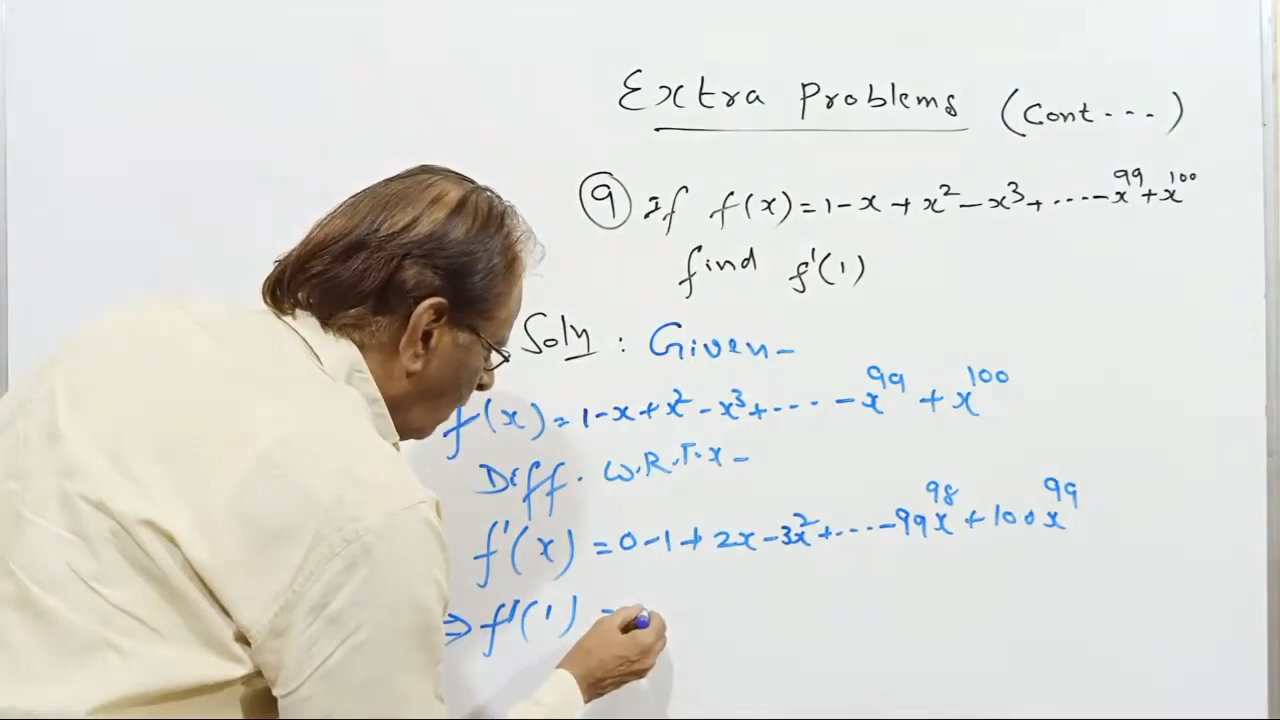 Extra Problems (Cont...)
9 If f(x)=1-x+x²-x³+....-x⁹⁹+x¹⁰⁰
find f'(1)
Soln : Given-
f(x)=1-x+x²-x³+....-x⁹⁹+x¹⁰⁰
Diff. W.R.T.x-
f'(x)=0-1+2x-3x²+...-99x⁹⁸+100x⁹⁹
⇒f'(1) =